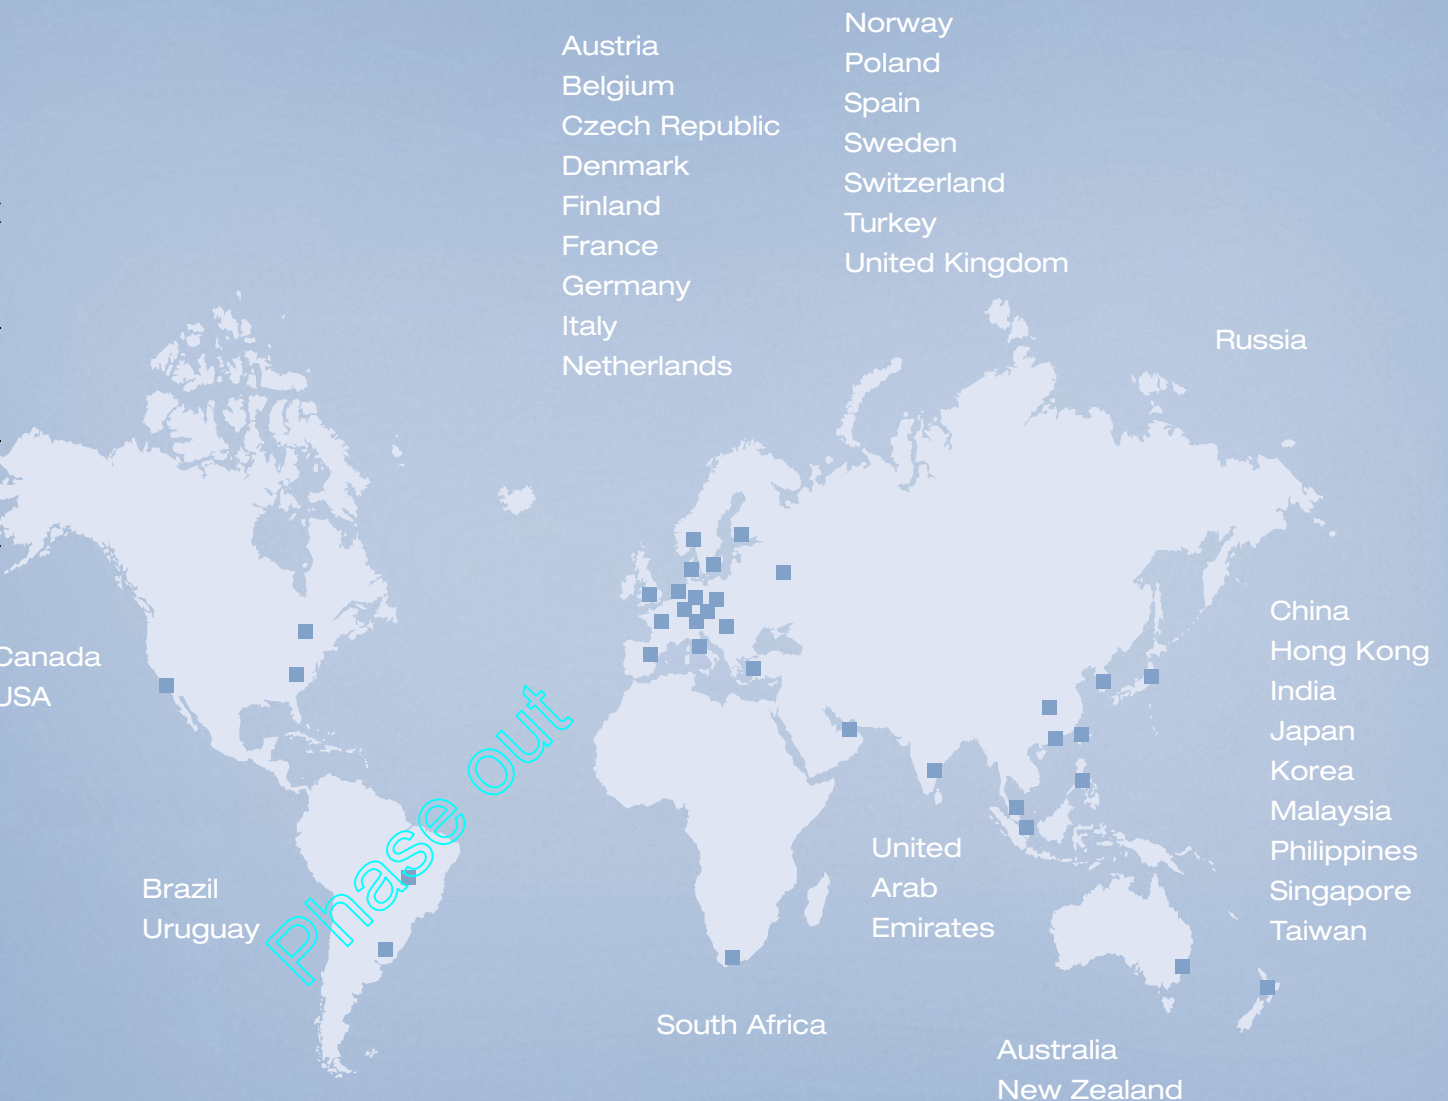 Austria
Belgium
Czech Republic
Denmark
Finland
France
Germany
Italy
Netherlands
Norway
Poland
Spain
Sweden
Switzerland
Turkey
United Kingdom
Russia
Canada
USA
China
Hong Kong
India
Japan
Korea
Malaysia
Philippines
Singapore
Taiwan
United
Arab
Emirates
Brazil
Uruguay
Phase out
South Africa
Australia
New Zealand